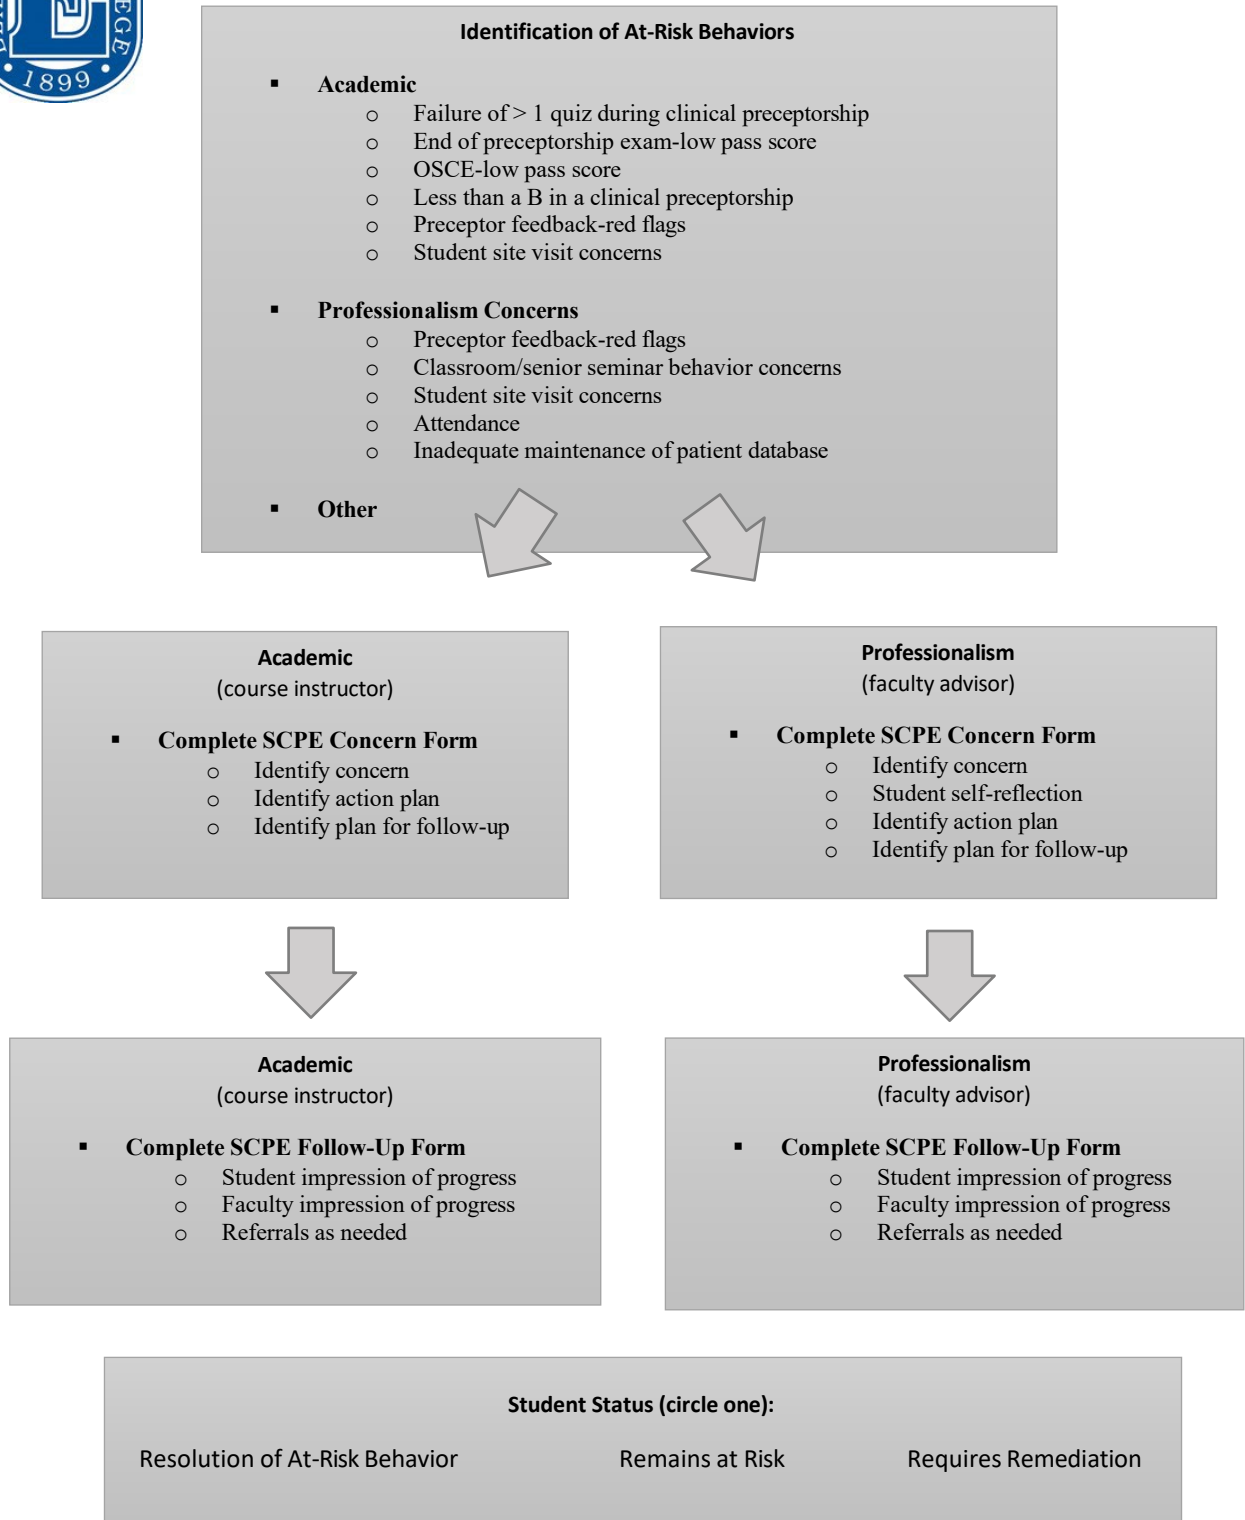 EGE
1899
Identification of At-Risk Behaviors
▪ Academic
o Failure of > 1 quiz during clinical preceptorship
o End of preceptorship exam-low pass score
o OSCE-low pass score
o Less than a B in a clinical preceptorship
o Preceptor feedback-red flags
o Student site visit concerns
▪ Professionalism Concerns
o Preceptor feedback-red flags
o Classroom/senior seminar behavior concerns
o Student site visit concerns
o Attendance
o Inadequate maintenance of patient database
▪ Other
Academic
(course instructor)
▪ Complete SCPE Concern Form
o Identify concern
o Identify action plan
o Identify plan for follow-up
Professionalism
(faculty advisor)
▪ Complete SCPE Concern Form
o Identify concern
o Student self-reflection
o Identify action plan
o Identify plan for follow-up
Academic
(course instructor)
▪ Complete SCPE Follow-Up Form
o Student impression of progress
o Faculty impression of progress
o Referrals as needed
Professionalism
(faculty advisor)
▪ Complete SCPE Follow-Up Form
o Student impression of progress
o Faculty impression of progress
o Referrals as needed
Student Status (circle one):
Resolution of At-Risk Behavior Remains at Risk Requires Remediation